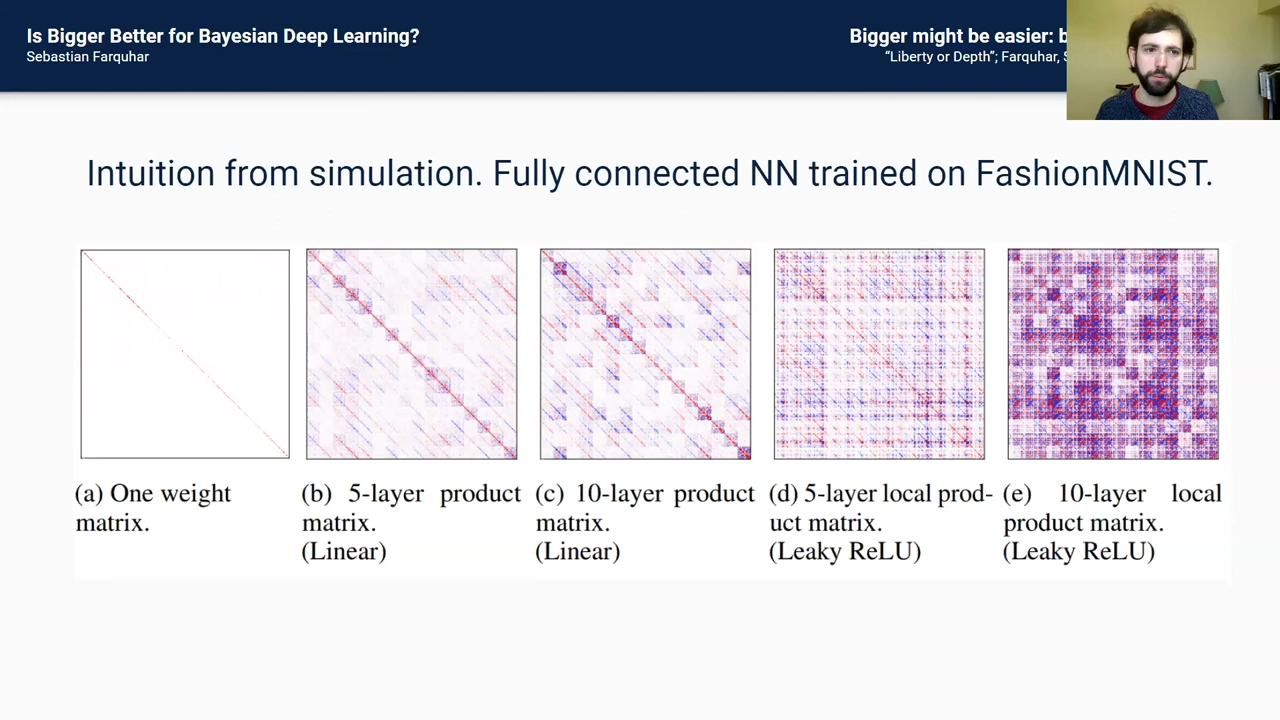 Is Bigger Better for Bayesian Deep Learning?
Sebastian Farquhar
Bigger might be easier:
“Liberty or Depth”; Farquhar,
Intuition from simulation. Fully connected NN trained on FashionMNIST.
(a) One weight
matrix.
(b) 5-layer product
matrix.
(Linear)
(c) 10-layer product
matrix.
(Linear)
(d) 5-layer local prod-
uct matrix.
(Leaky ReLU)
(e) 10-layer local
product matrix.
(Leaky ReLU)